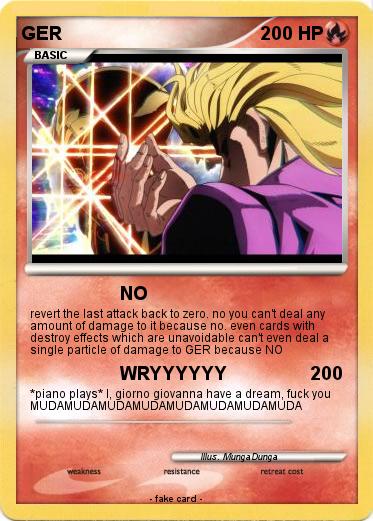 GER 200 HP
BASIC
NO
revert the last attack back to zero. no you can't deal any
amount of damage to it because no. even cards with
destroy effects which are unavoidable can't even deal a
single particle of damage to GER because NO
WRYYYYYY 200
*piano plays* I, giorno giovanna have a dream, fuck you
MUDAMUDAMUDAMUDAMUDAMUDAMUDAMUDA
Illus. MungaDunga
weakness resistance retreat cost
- fake card -